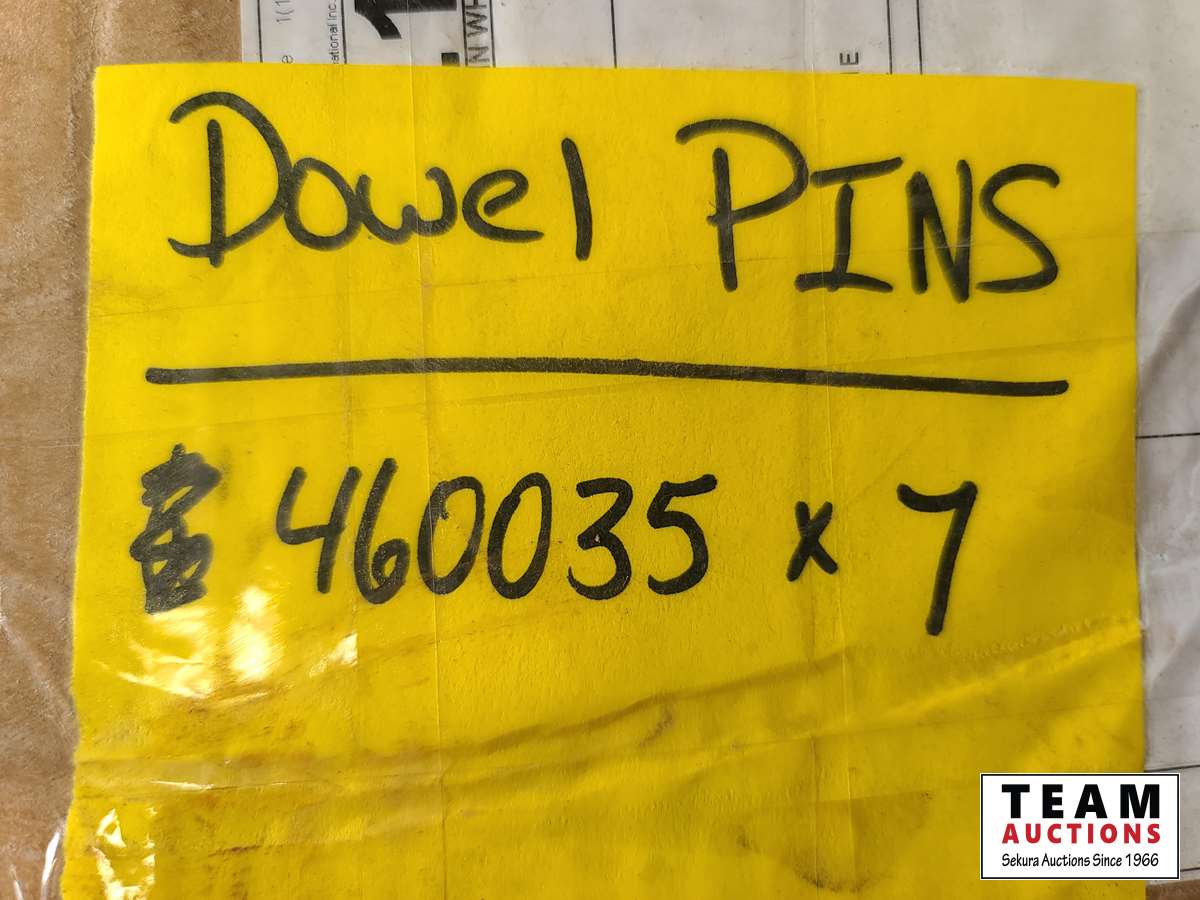 Dowel PINS
460035 x 7
TEAM
AUCTIONS
Sekura Auctions Since 1966